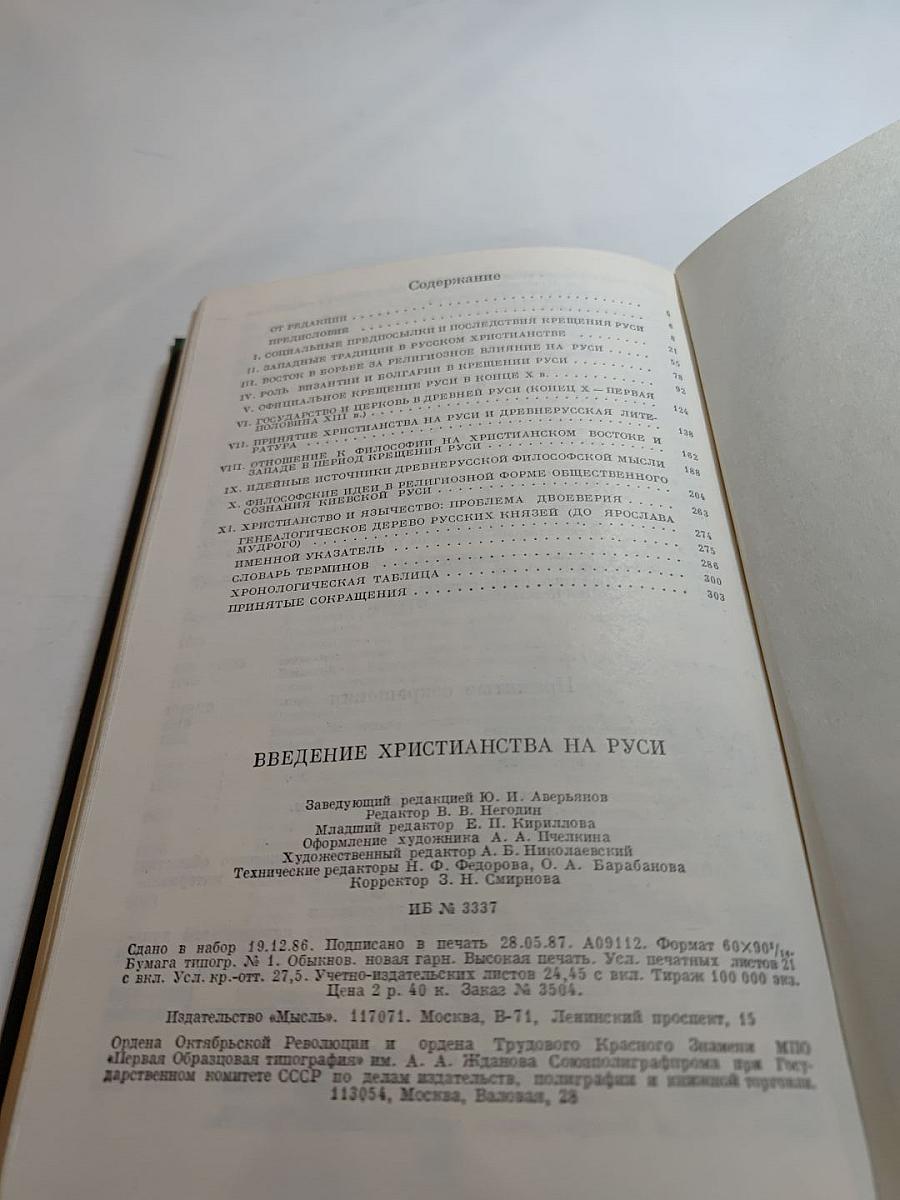 Содержание
ОТ РЕДАКЦИИ . . . . . . . . . . 5
ПРЕДИСЛОВИЕ . . . . . . . . . . 6
I. СОЦИАЛЬНЫЕ ПРЕДПОСЫЛКИ И ПОСЛЕДСТВИЯ КРЕЩЕНИЯ РУСИ 8
II. ЗАПАДНЫЕ ТРАДИЦИИ В РУССКОМ ХРИСТИАНСТВЕ . . . . 21
III. ВОСТОК В БОРЬБЕ ЗА РЕЛИГИОЗНОЕ ВЛИЯНИЕ НА РУСИ . . . 55
IV. РОЛЬ ВИЗАНТИИ И БОЛГАРИИ В КРЕЩЕНИИ РУСИ . . . . 78
V. ОФИЦИАЛЬНОЕ КРЕЩЕНИЕ РУСИ В КОНЦЕ X в. . . . . 92
VI. ГОСУДАРСТВО И ЦЕРКОВЬ В ДРЕВНЕЙ РУСИ (КОНЕЦ X — ПЕРВАЯ
ПОЛОВИНА XIII в.) . . . . . . . . . . 124
VII. ПРИНЯТИЕ ХРИСТИАНСТВА НА РУСИ И ДРЕВНЕРУССКАЯ ЛИТЕ-
РАТУРА . . . . . . . . . . 138
VIII. ОТНОШЕНИЕ К ФИЛОСОФИИ НА ХРИСТИАНСКОМ ВОСТОКЕ И
ЗАПАДЕ В ПЕРИОД КРЕЩЕНИЯ РУСИ . . . . . . 162
IX. ИДЕЙНЫЕ ИСТОЧНИКИ ДРЕВНЕРУССКОЙ ФИЛОСОФСКОЙ МЫСЛИ 188
X. ФИЛОСОФСКИЕ ИДЕИ В РЕЛИГИОЗНОЙ ФОРМЕ ОБЩЕСТВЕННОГО
СОЗНАНИЯ КИЕВСКОЙ РУСИ . . . . . . . . 204
XI. ХРИСТИАНСТВО И ЯЗЫЧЕСТВО: ПРОБЛЕМА ДВОЕВЕРИЯ . . . 263
ГЕНЕАЛОГИЧЕСКОЕ ДЕРЕВО РУССКИХ КНЯЗЕЙ (ДО ЯРОСЛАВА
МУДРОГО) . . . . . . . . . . 274
ИМЕННОЙ УКАЗАТЕЛЬ . . . . . . . . . . 275
СЛОВАРЬ ТЕРМИНОВ . . . . . . . . . . 286
ХРОНОЛОГИЧЕСКАЯ ТАБЛИЦА . . . . . . . . . . 300
ПРИНЯТЫЕ СОКРАЩЕНИЯ . . . . . . . . . . 303
ВВЕДЕНИЕ ХРИСТИАНСТВА НА РУСИ
Заведующий редакцией Ю. И. Аверьянов
Редактор В. В. Негодин
Младший редактор Е. П. Кириллова
Оформление художника А. А. Пчелкина
Художественный редактор А. Б. Николаевский
Технические редакторы Н. Ф. Федорова, О. А. Барабанова
Корректор З. Н. Смирнова
ИБ № 3337
Сдано в набор 19.12.86. Подписано в печать 28.05.87. А09112. Формат 60×90¹/₁₆.
Бумага типогр. № 1. Обыкнов. новая гарн. Высокая печать. Усл. печатных листов 21
с вкл. Усл. кр.-отт. 27,5. Учетно-издательских листов 24,45 с вкл. Тираж 100 000 экз.
Цена 2 р. 40 к. Заказ № 3504.
Издательство «Мысль». 117071. Москва, В-71, Ленинский проспект, 15
Ордена Октябрьской Революции и ордена Трудового Красного Знамени МПО
«Первая Образцовая типография» им. А. А. Жданова Союзполиграфпрома при Госу-
дарственном комитете СССР по делам издательств, полиграфии и книжной торговли.
113054, Москва, Валовая, 28